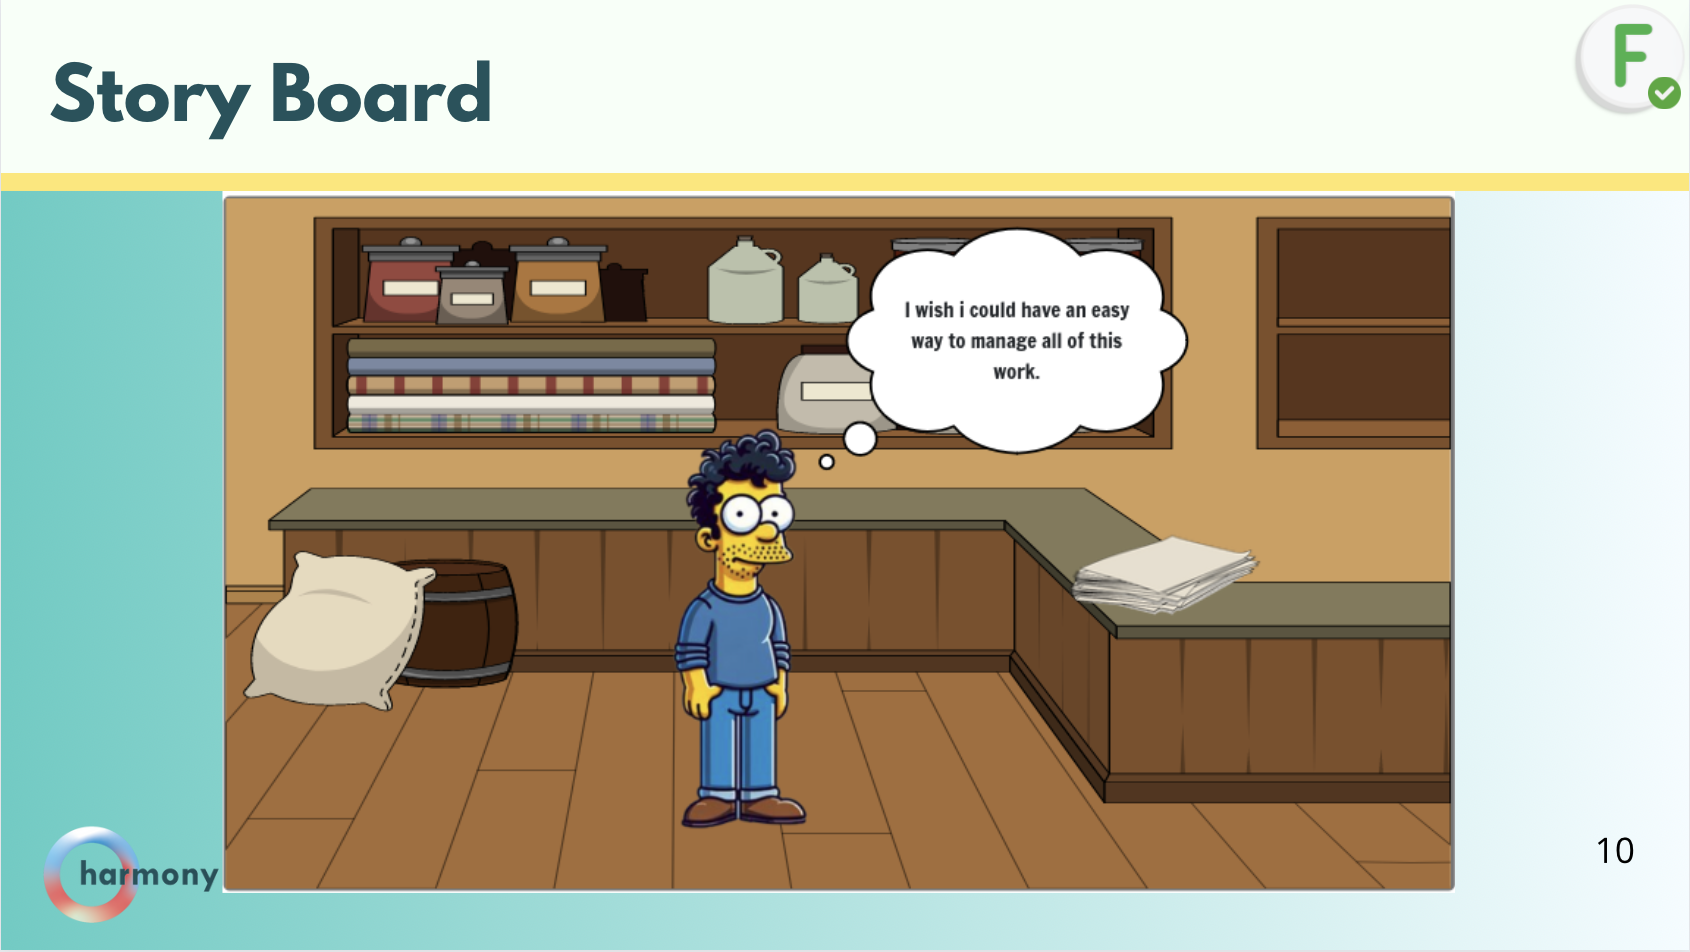 Story Board
F
I wish i could have an easy
way to manage all of this
work.
harmony
10